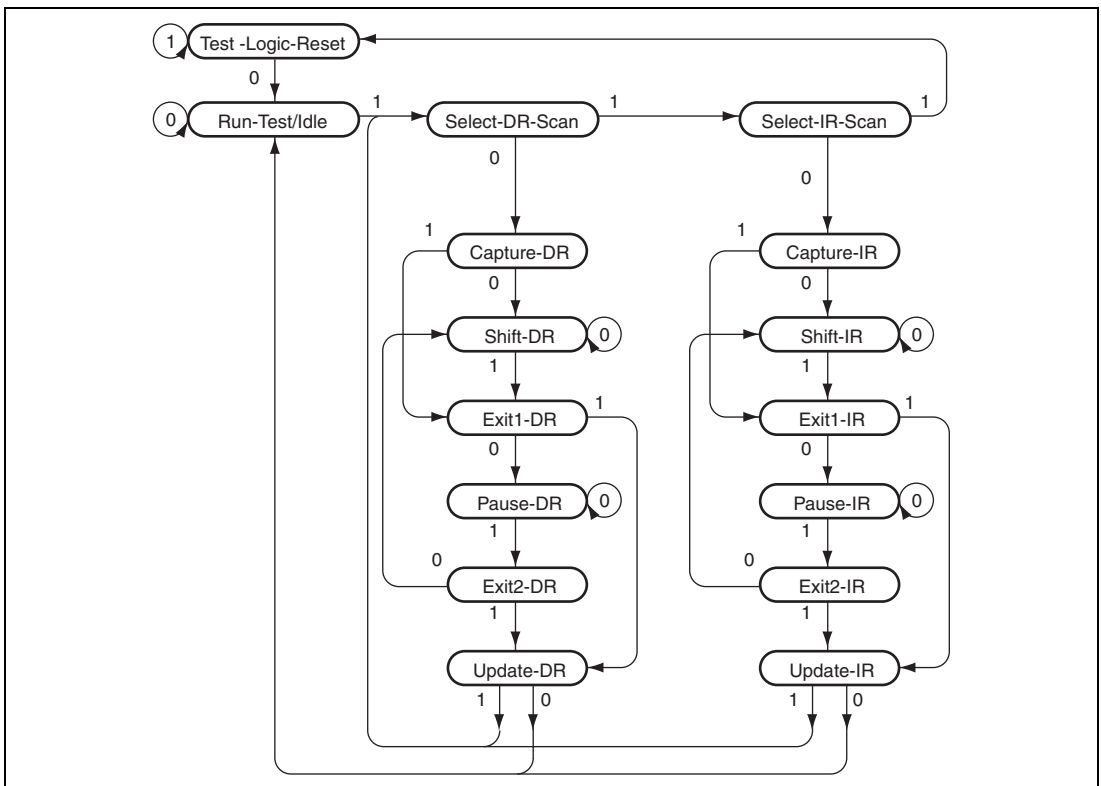 1 Test -Logic-Reset
0
0 Run-Test/Idle 1 Select-DR-Scan 1 Select-IR-Scan 1
0 0
1 Capture-DR 1 Capture-IR
0 0
Shift-DR 0 Shift-IR 0
1 1
Exit1-DR 1 Exit1-IR 1
0 0
Pause-DR 0 Pause-IR 0
1 1
0 Exit2-DR 0 Exit2-IR
1 1
Update-DR Update-IR
1 0 1 0